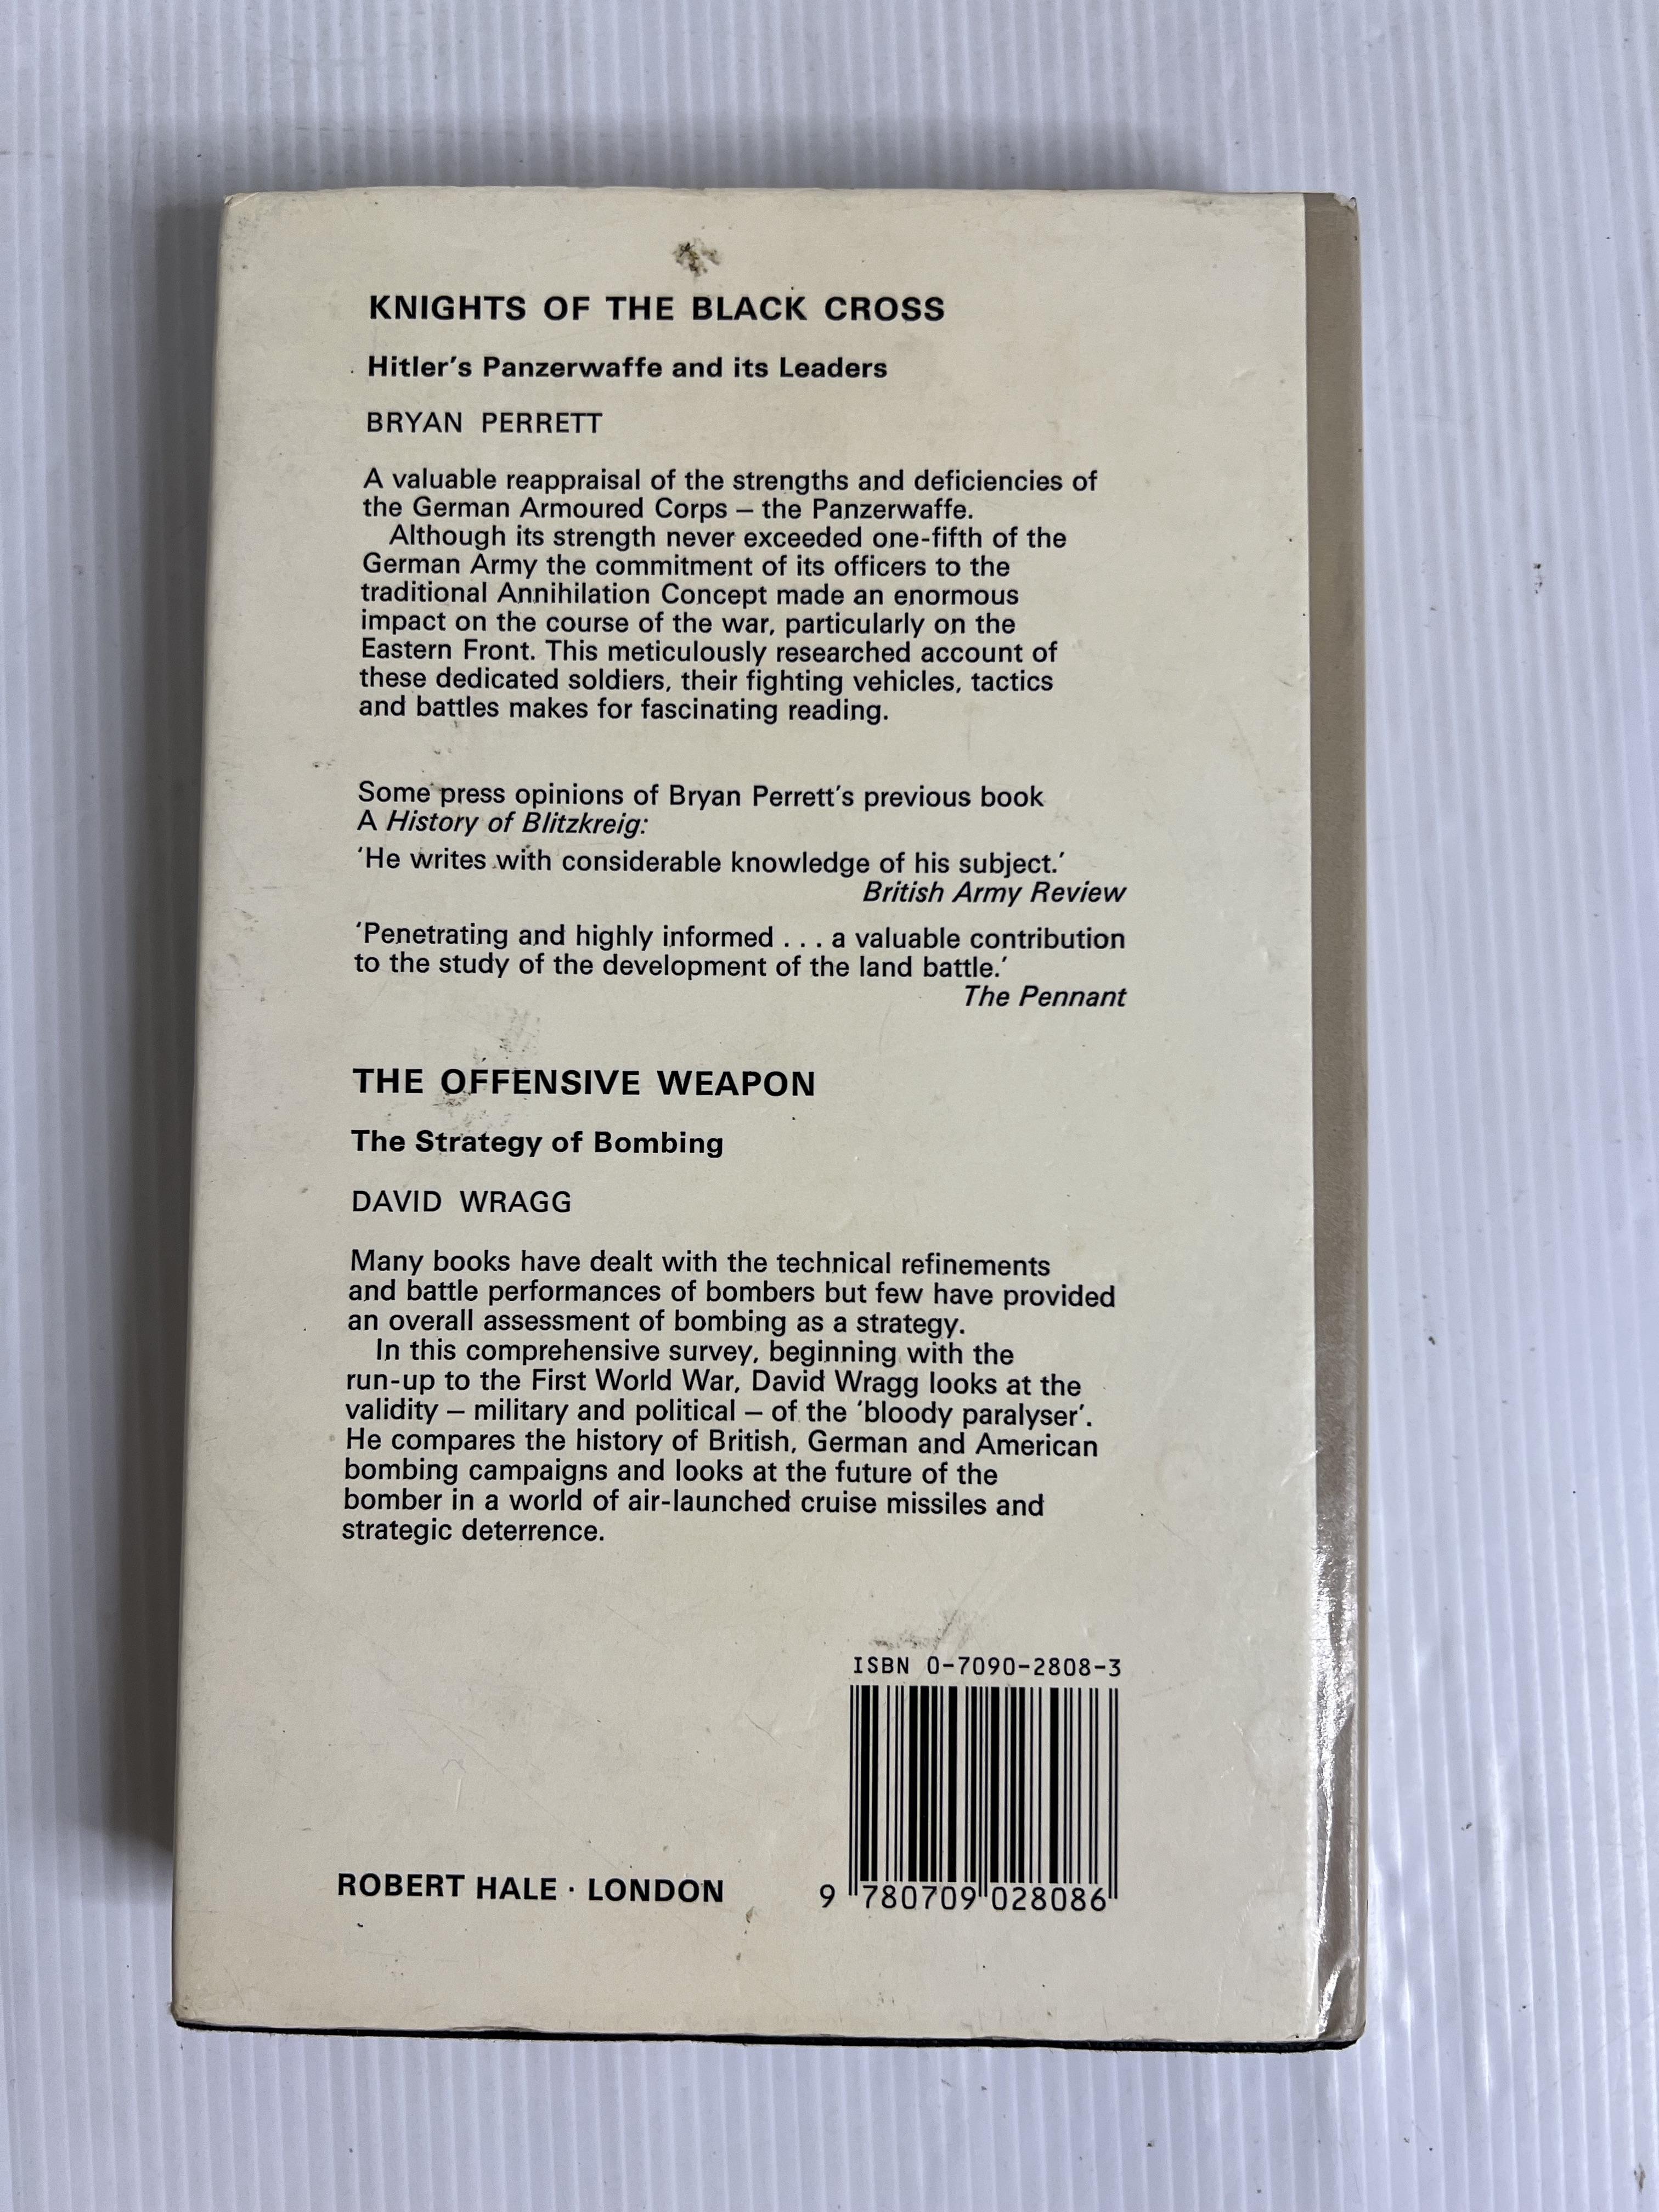 KNIGHTS OF THE BLACK CROSS
Hitler's Panzerwaffe and its Leaders
BRYAN PERRETT
A valuable reappraisal of the strengths and deficiencies of
the German Armoured Corps – the Panzerwaffe.
Although its strength never exceeded one-fifth of the
German Army the commitment of its officers to the
traditional Annihilation Concept made an enormous
impact on the course of the war, particularly on the
Eastern Front. This meticulously researched account of
these dedicated soldiers, their fighting vehicles, tactics
and battles makes for fascinating reading.
Some press opinions of Bryan Perrett's previous book
A History of Blitzkreig:
'He writes with considerable knowledge of his subject.'
British Army Review
'Penetrating and highly informed . . . a valuable contribution
to the study of the development of the land battle.'
The Pennant
THE OFFENSIVE WEAPON
The Strategy of Bombing
DAVID WRAGG
Many books have dealt with the technical refinements
and battle performances of bombers but few have provided
an overall assessment of bombing as a strategy.
In this comprehensive survey, beginning with the
run-up to the First World War, David Wragg looks at the
validity – military and political – of the 'bloody paralyser'.
He compares the history of British, German and American
bombing campaigns and looks at the future of the
bomber in a world of air-launched cruise missiles and
strategic deterrence.
ISBN 0-7090-2808-3
9 780709 028086
ROBERT HALE · LONDON